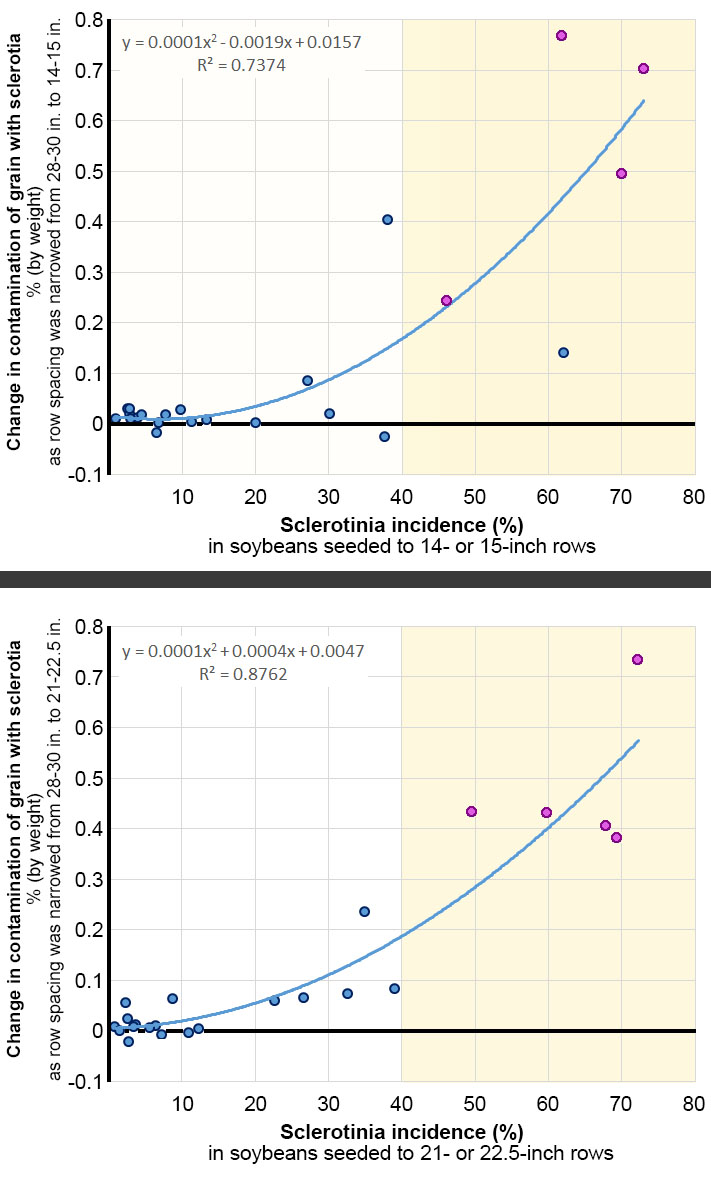 Change in contamination of grain with sclerotia
% (by weight)
as row spacing was narrowed from 28-30 in. to 14-15 in.
y = 0.0001x² - 0.0019x + 0.0157
R² = 0.7374
0.8
0.7
0.6
0.5
0.4
0.3
0.2
0.1
0
-0.1
10 20 30 40 50 60 70 80
Sclerotinia incidence (%)
in soybeans seeded to 14- or 15-inch rows
Change in contamination of grain with sclerotia
% (by weight)
as row spacing was narrowed from 28-30 in. to 21-22.5 in.
y = 0.0001x² + 0.0004x + 0.0047
R² = 0.8762
0.8
0.7
0.6
0.5
0.4
0.3
0.2
0.1
0
-0.1
10 20 30 40 50 60 70 80
Sclerotinia incidence (%)
in soybeans seeded to 21- or 22.5-inch rows